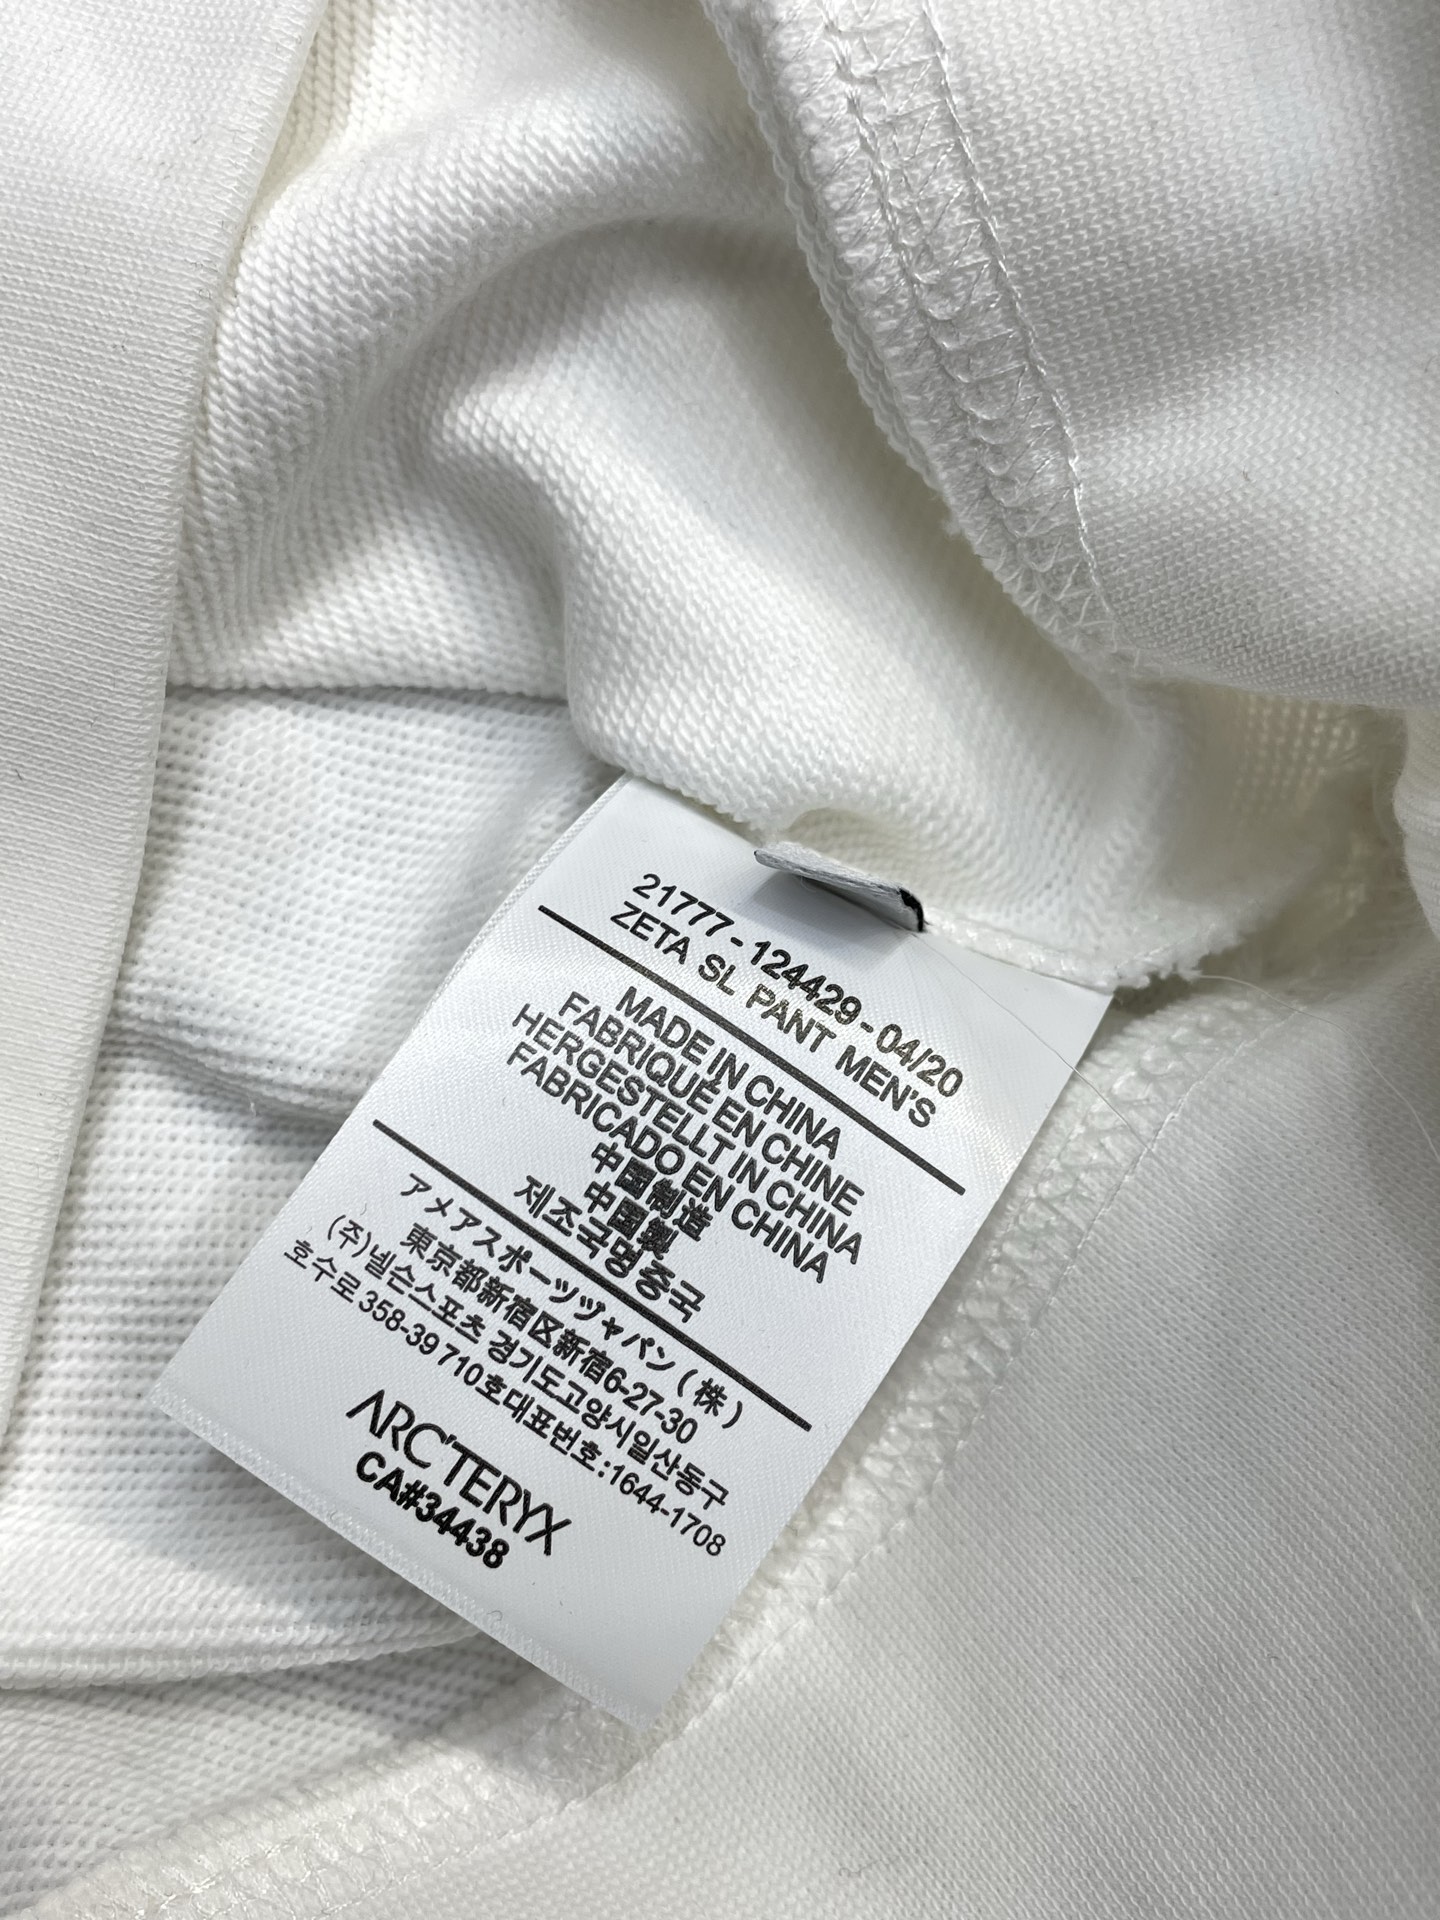 21777 - 124429 - 04/20
ZETA SL PANT MEN'S
MADE IN CHINA
FABRIQUÉ EN CHINE
HERGESTELLT IN CHINA
FABRICADO EN CHINA
中国制造
中国製
제조국명중국
アメアスポーツヅャパン ( 株 )
東京都新宿区新宿6-27-30
(주)넬슨스포츠 경기도고양시일산동구
호수로 358-39 710호대표번호:1644-1708
ARC'TERYX
CA#34438